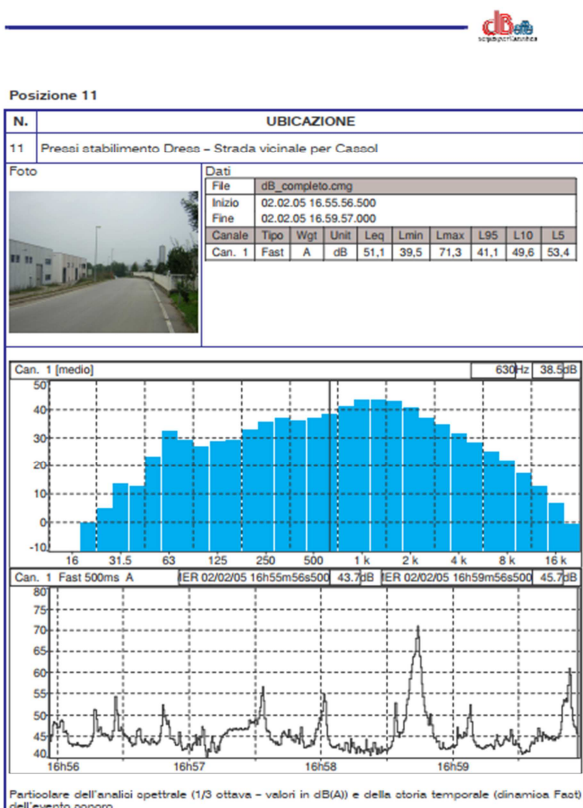 dB
Posizione 11
N. UBICAZIONE
11 Pressi stabilimento Dress – Strada vicinale per Cassol
Foto
Dati
File dB_completo.cmg
Inizio 02.02.05 16.55.56.500
Fine 02.02.05 16.59.57.000
Canale Tipo Wgt Unit Leq Lmin Lmax L95 L10 L5
Can. 1 Fast A dB 51,1 39,5 71,3 41,1 49,6 53,4
Can. 1 [medio] 630Hz 38.5dB
50
40
30
20
10
0
-10
16 31.5 63 125 250 500 1 k 2 k 4 k 8 k 16 k
Can. 1 Fast 500ms A IER 02/02/05 16h55m56s500 43.7dB IER 02/02/05 16h59m56s500 45.7dB
80
75
70
65
60
55
50
45
40
16h56 16h57 16h58 16h59
Particolare dell'analisi spettrale (1/3 ottava – valori in dB(A)) e della storia temporale (dinamica Fast)
dell'evento sonoro